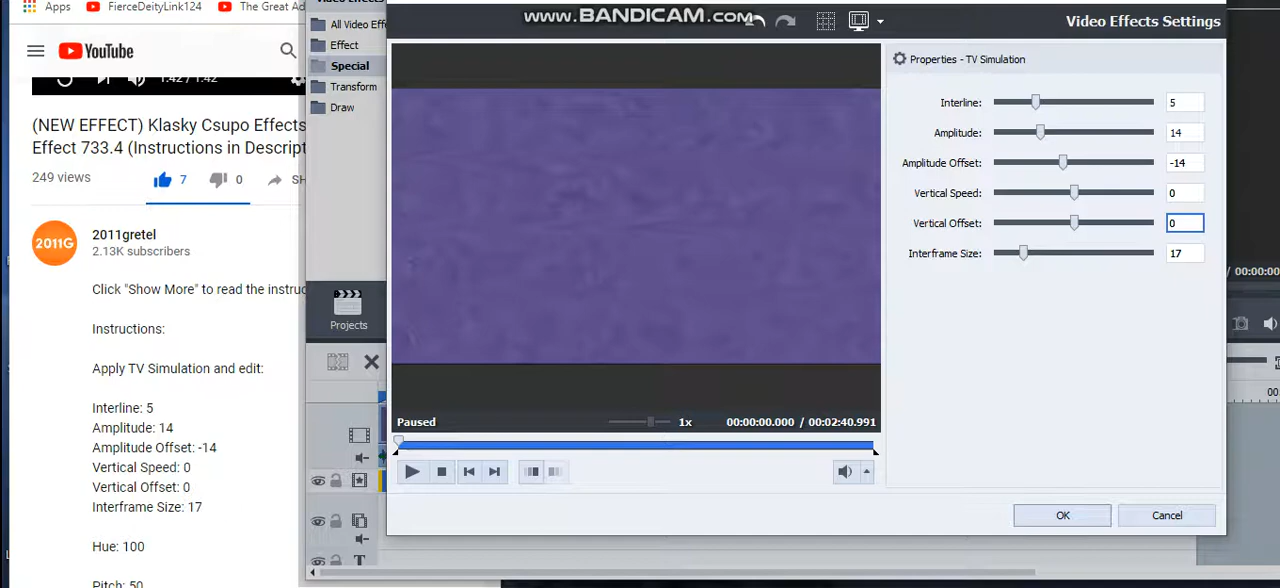 Apps FierceDeityLink124 The Great Ad
YouTube
1:42 / 1:42
(NEW EFFECT) Klasky Csupo Effects
Effect 733.4 (Instructions in Descript
249 views
7
0
SH
2011G
2011gretel
2.13K subscribers
Click "Show More" to read the instruc
Instructions:
Apply TV Simulation and edit:
Interline: 5
Amplitude: 14
Amplitude Offset: -14
Vertical Speed: 0
Vertical Offset: 0
Interframe Size: 17
Hue: 100
Pitch: 50
Video Effects
All Video Eff
Effect
Special
Transform
Draw
Projects
www.BANDICAM.com
Video Effects Settings
Properties - TV Simulation
Interline: 5
Amplitude: 14
Amplitude Offset: -14
Vertical Speed: 0
Vertical Offset: 0
Interframe Size: 17
Paused
1x
00:00:00.000 / 00:02:40.991
OK
Cancel
/ 00:00:00
00
T